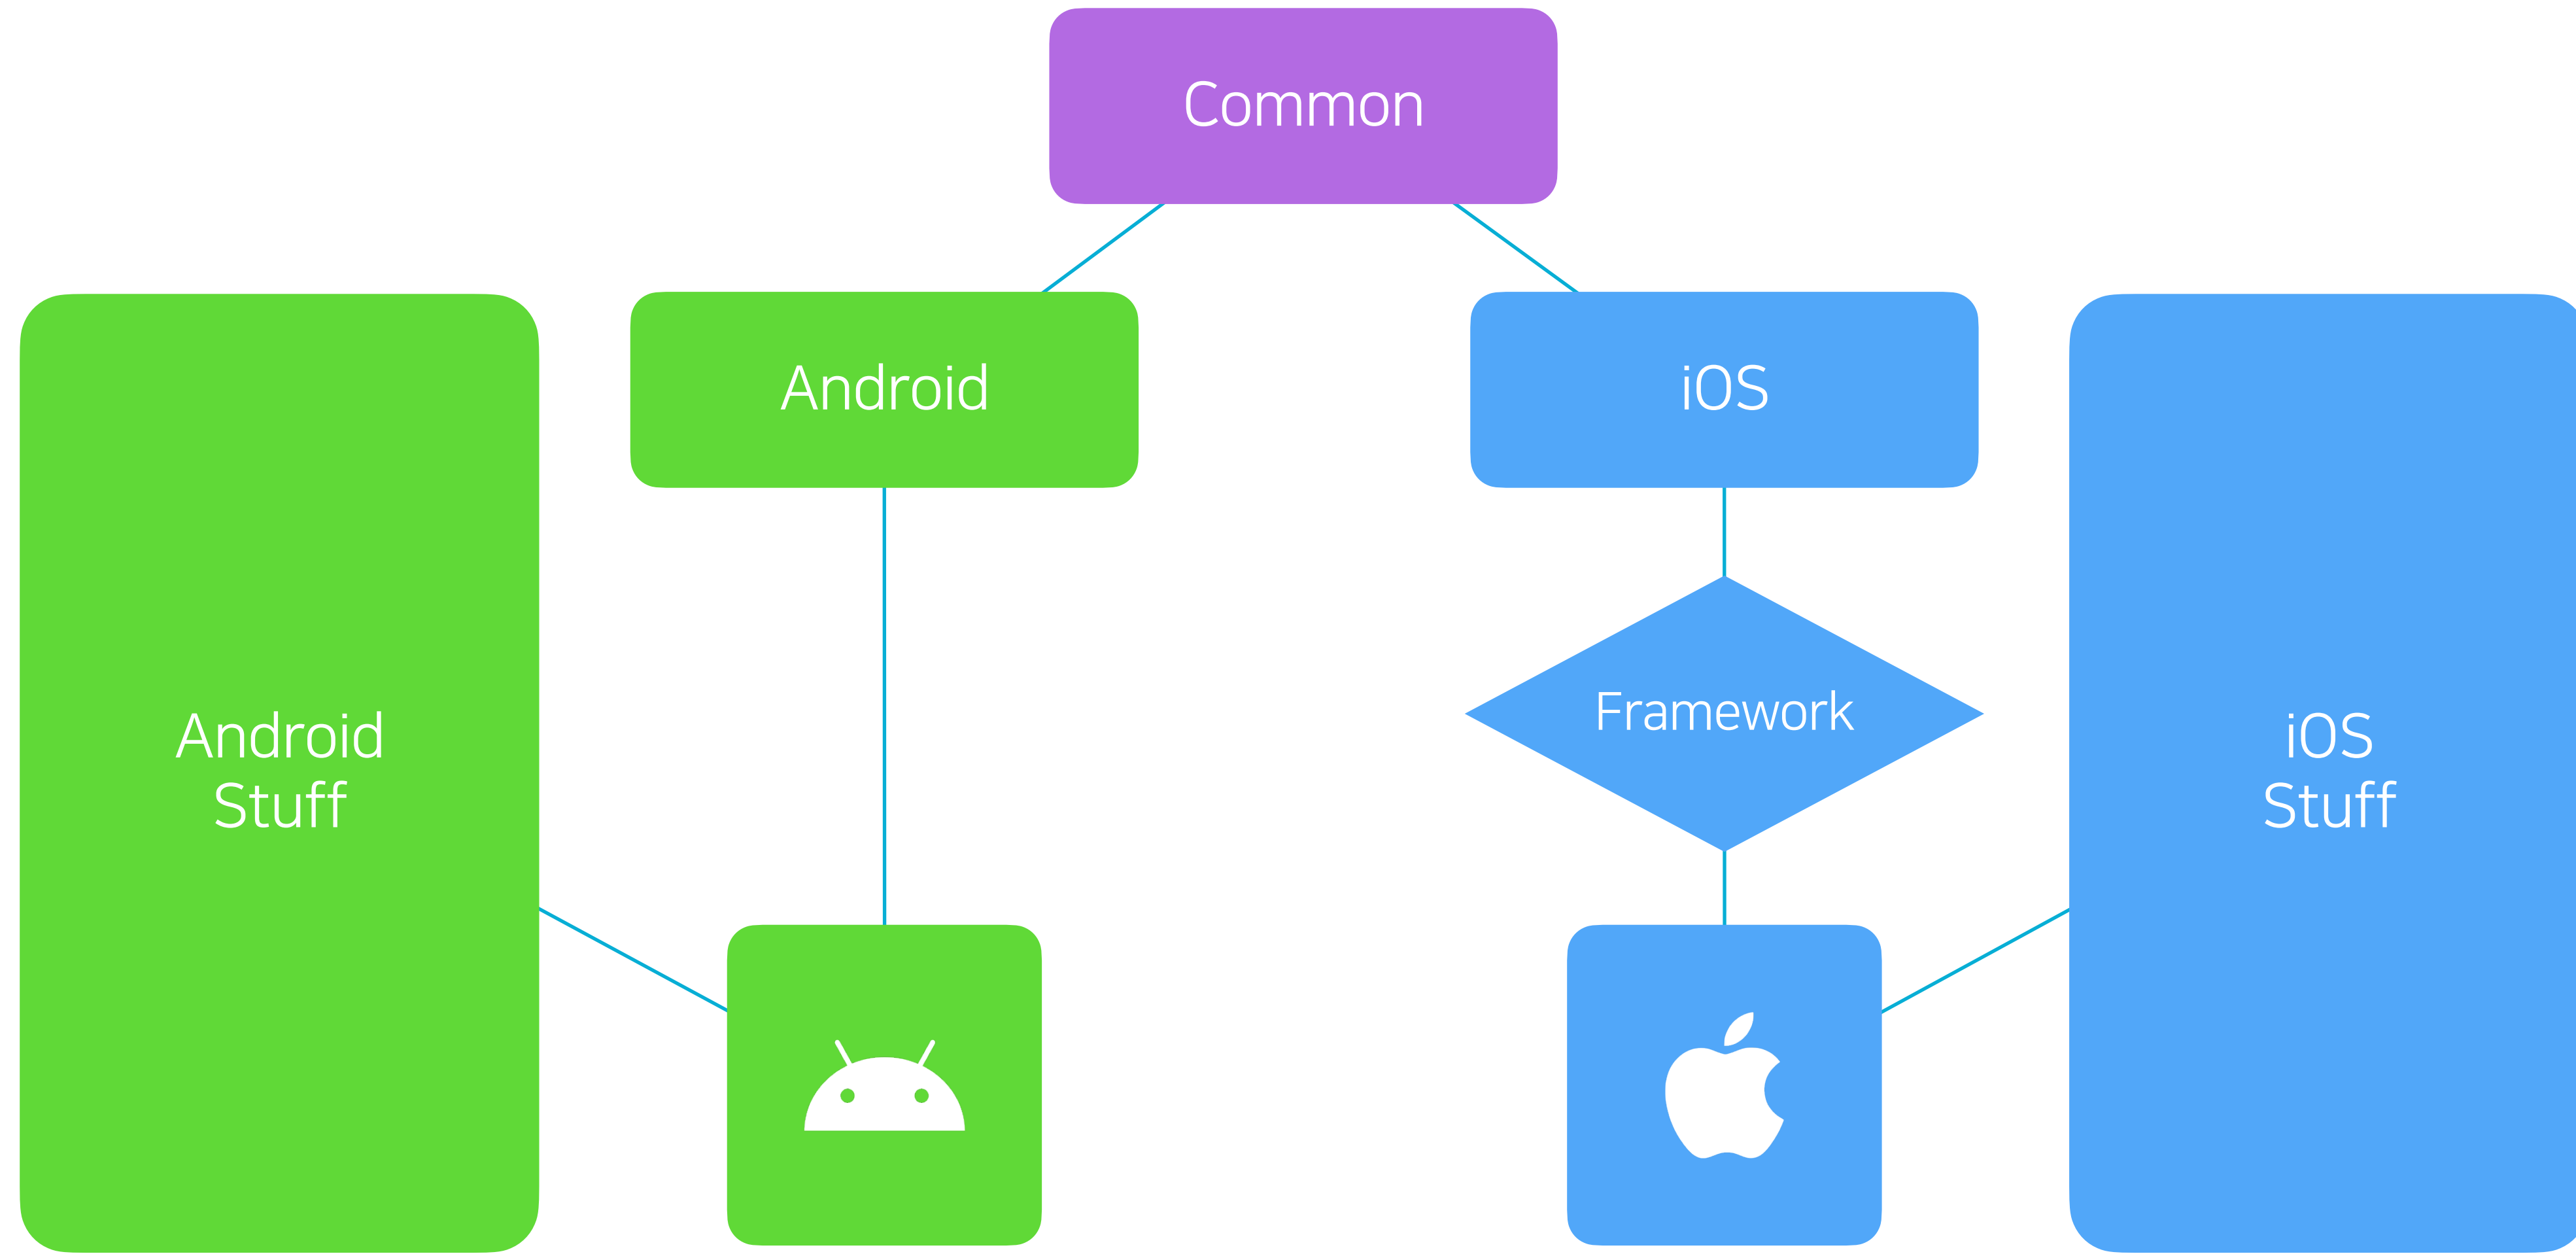 Common
Android
iOS
Framework
Android
Stuff
iOS
Stuff